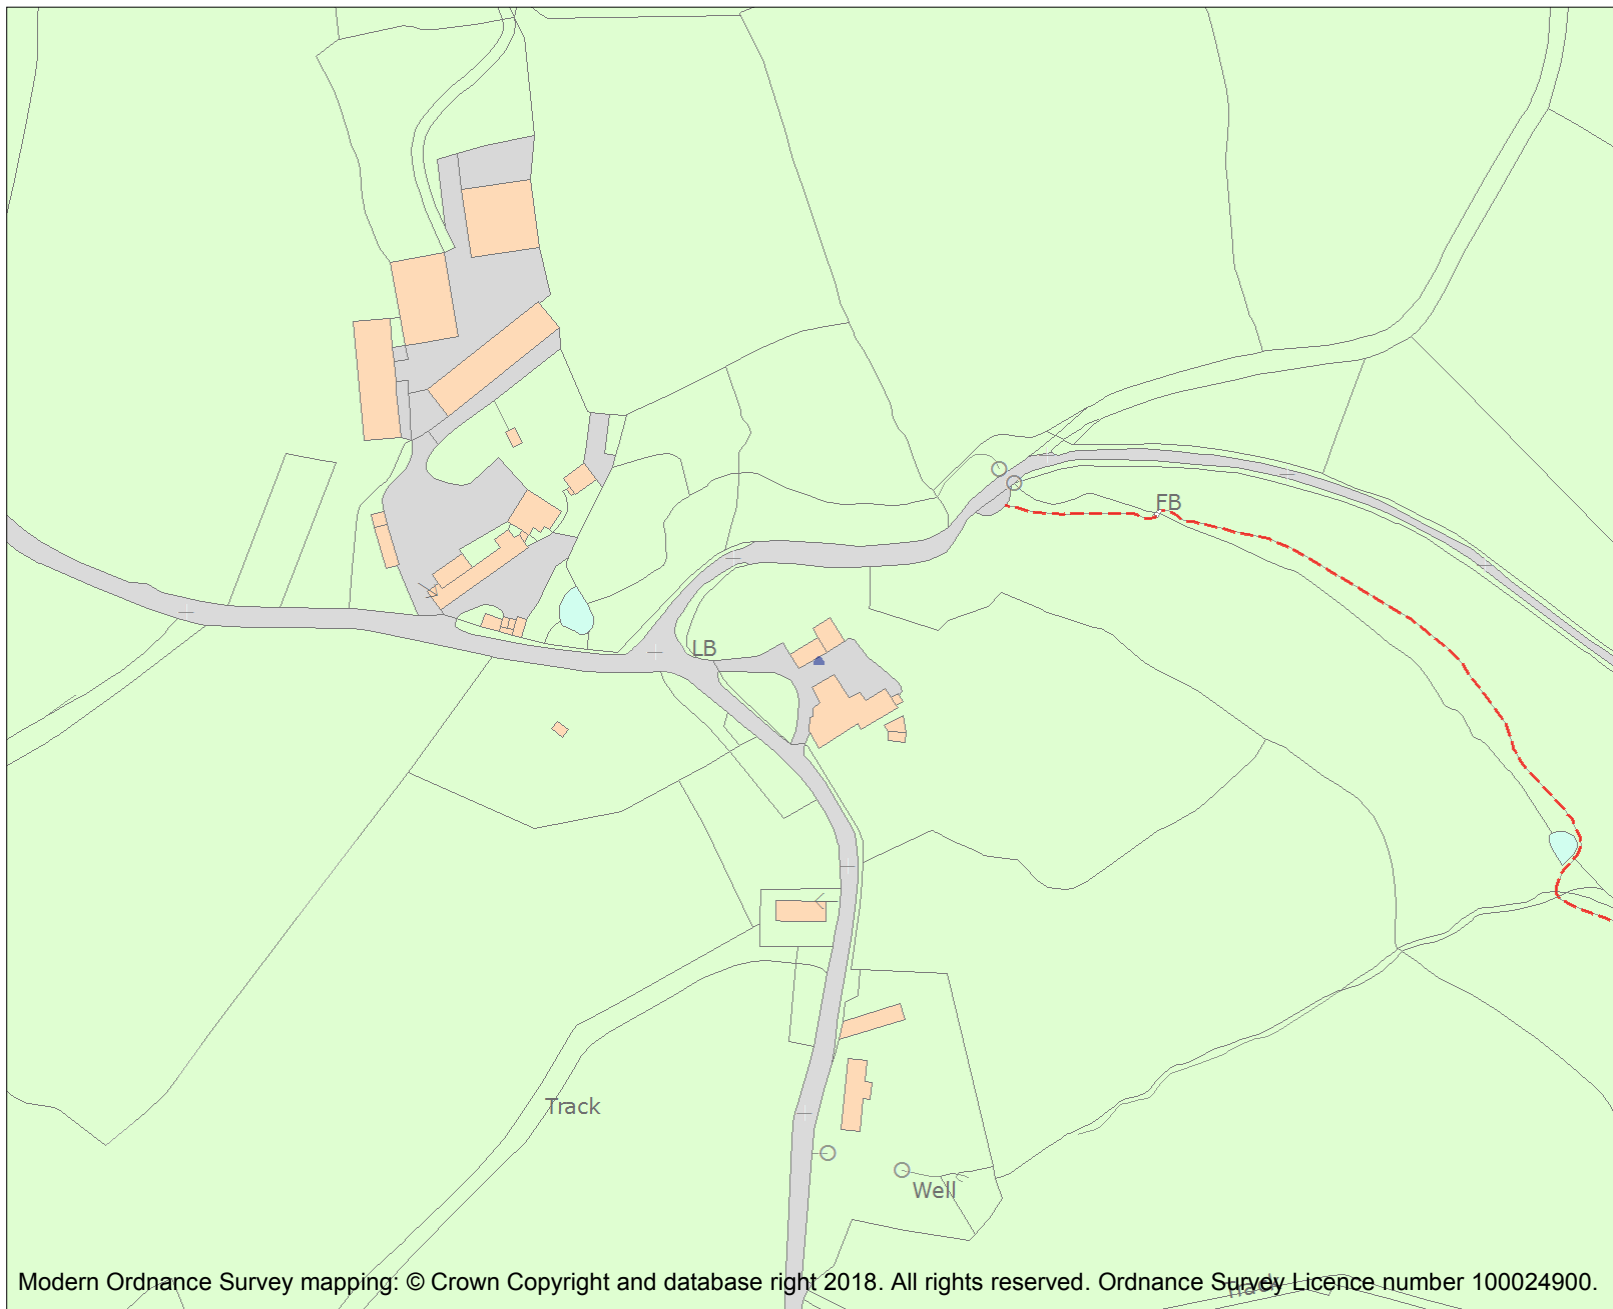 FB
LB
Track
Well
Track
Modern Ordnance Survey mapping: © Crown Copyright and database right 2018. All rights reserved. Ordnance Survey Licence number 100024900.